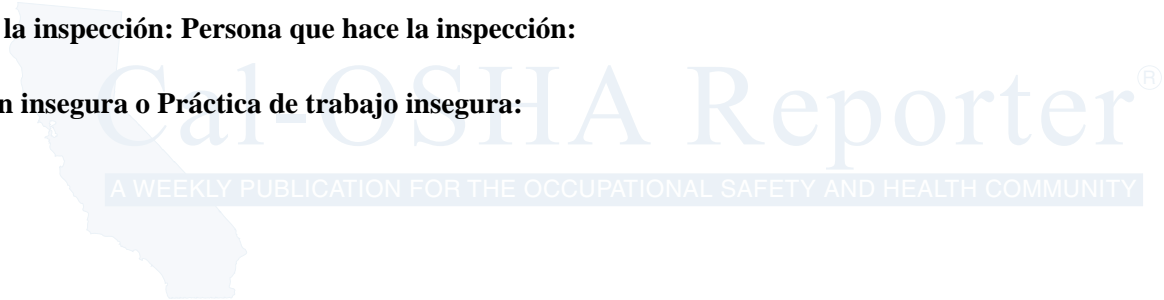 la inspección: Persona que hace la inspección:
n insegura o Práctica de trabajo insegura:
Cal-OSHA Reporter®
A WEEKLY PUBLICATION FOR THE OCCUPATIONAL SAFETY AND HEALTH COMMUNITY